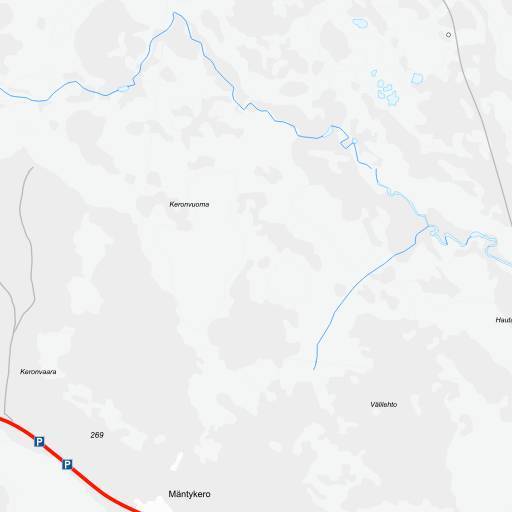 Keronvuoma
Keronvaara
Välilehto
269
P
P
Mäntykero